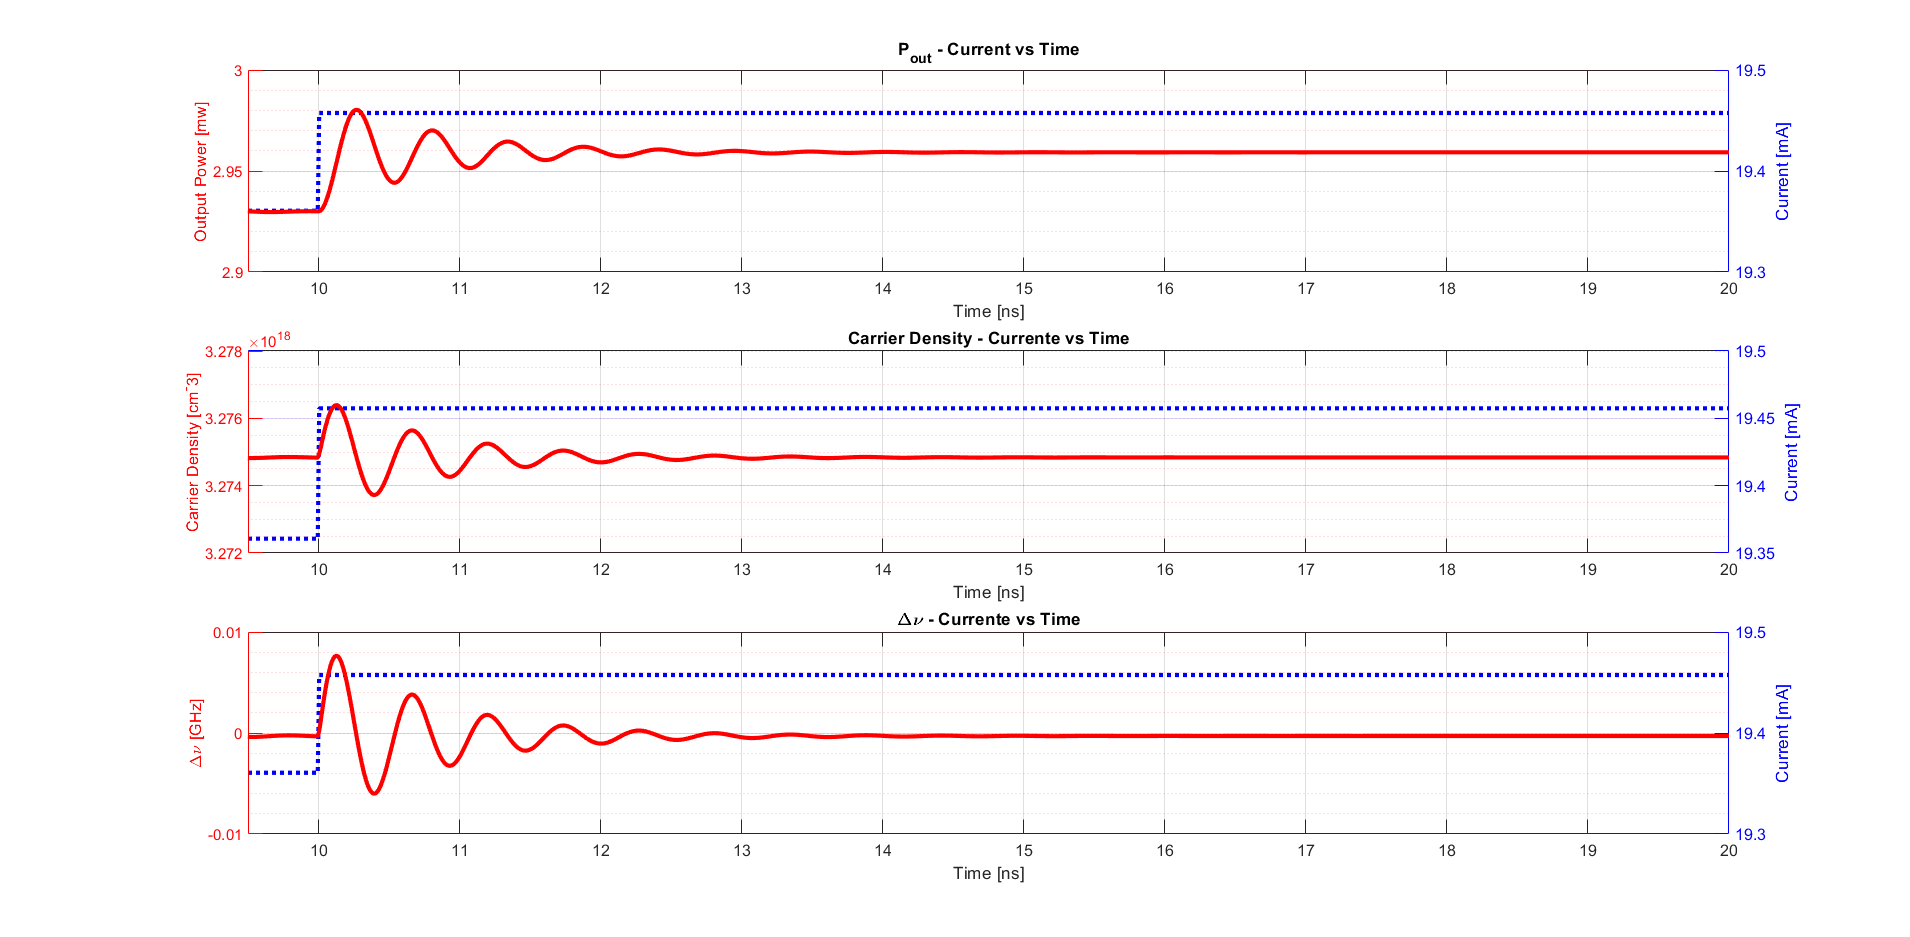 P_out - Current vs Time
Output Power [mw]
3
2.95
2.9
19.5
19.4
19.3
Current [mA]
10 11 12 13 14 15 16 17 18 19 20
Time [ns]
Carrier Density - Currente vs Time
×10^18
Carrier Density [cm^-3]
3.278
3.276
3.274
3.272
19.5
19.45
19.4
19.35
Current [mA]
10 11 12 13 14 15 16 17 18 19 20
Time [ns]
Δν - Currente vs Time
Δν [GHz]
0.01
0
-0.01
19.5
19.4
19.3
Current [mA]
10 11 12 13 14 15 16 17 18 19 20
Time [ns]